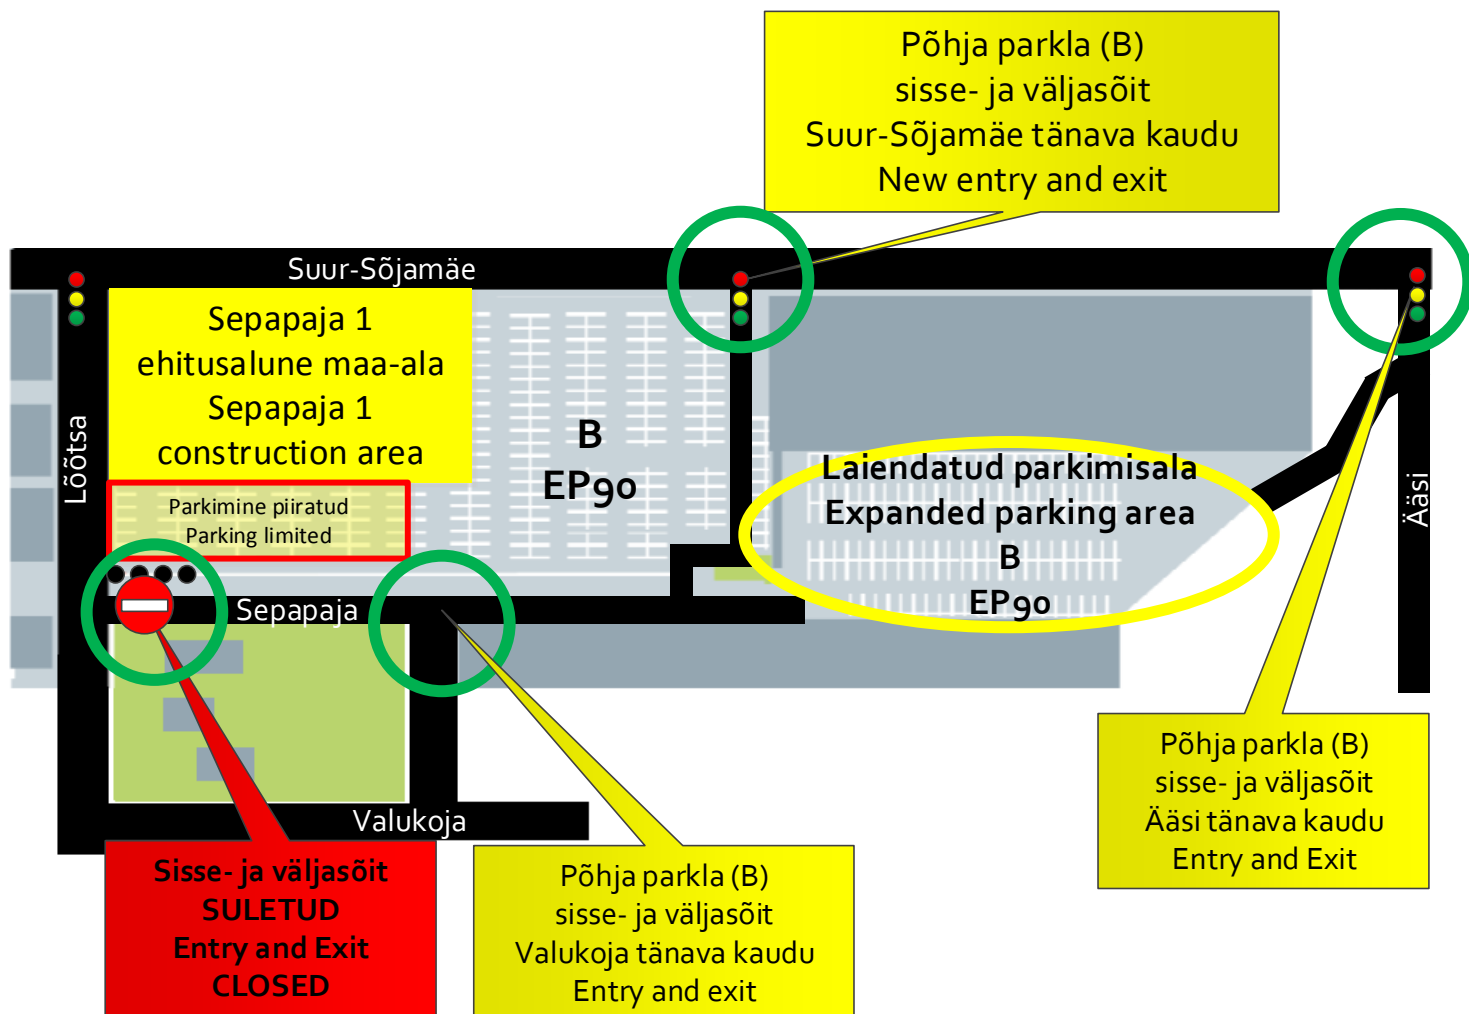 Põhja parkla (B)
sisse- ja väljasõit
Suur-Sõjamäe tänava kaudu
New entry and exit
Suur-Sõjamäe
Sepapaja 1
ehitusalune maa-ala
Sepapaja 1
construction area
Lõõtsa
B
EP90
Laiendatud parkimisala
Expanded parking area
B
EP90
Ääsi
Parkimine piiratud
Parking limited
Sepapaja
Valukoja
Sisse- ja väljasõit
SULETUD
Entry and Exit
CLOSED
Põhja parkla (B)
sisse- ja väljasõit
Valukoja tänava kaudu
Entry and exit
Põhja parkla (B)
sisse- ja väljasõit
Ääsi tänava kaudu
Entry and Exit